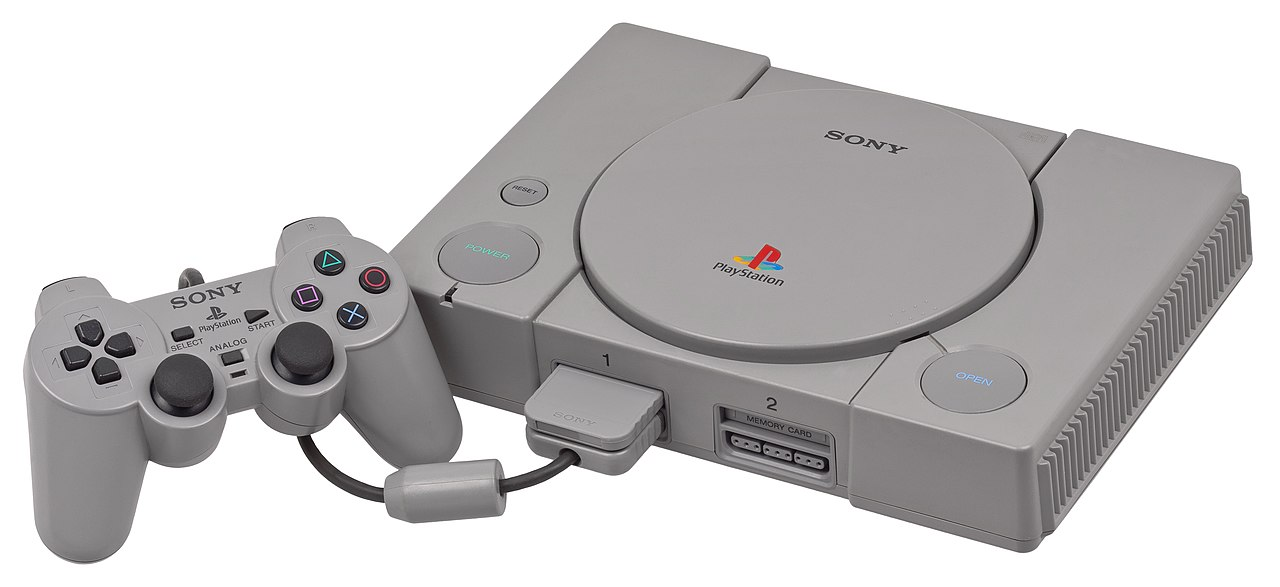 SONY
PlayStation
RESET
POWER
OPEN
1
SONY
2
MEMORY CARD
L
R
SONY
PlayStation
SELECT
START
ANALOG